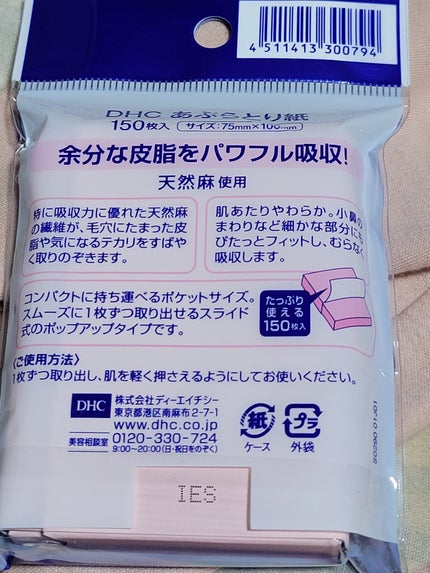 4 511413 300794
DHC あぶらとり紙
150枚入 サイズ:75mm×100mm
余分な皮脂をパワフル吸収!
天然麻使用
特に吸収力に優れた天然麻
の繊維が、毛穴にたまった皮
脂や気になるテカリをすばや
く取りのぞきます。
肌あたりやわらか。小鼻の
まわりなど細かな部分にも
ぴたっとフィットし、むらなく
吸収します。
コンパクトに持ち運べるポケットサイズ。
スムーズに1枚ずつ取り出せるスライド
式のポップアップタイプです。
たっぷり
使える
150枚入
〈ご使用方法〉
1枚ずつ取り出し、肌を軽く押さえるようにしてお使いください。
DHC
株式会社ディーエイチシー
東京都港区南麻布2-7-1
www.dhc.co.jp
美容相談室 0120-330-724
9:00〜20:00(日・祝日をのぞく)
紙
ケース
プラ
外袋
IES